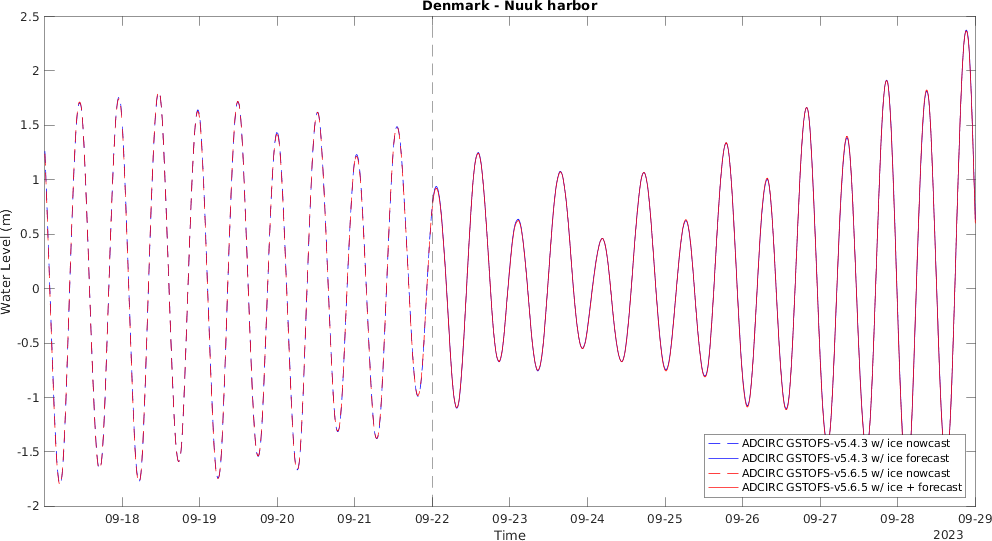 Denmark - Nuuk harbor
2.5
2
1.5
1
0.5
0
-0.5
-1
-1.5
-2
Water Level (m)
ADCIRC GSTOFS-v5.4.3 w/ ice nowcast
ADCIRC GSTOFS-v5.4.3 w/ ice forecast
ADCIRC GSTOFS-v5.6.5 w/ ice nowcast
ADCIRC GSTOFS-v5.6.5 w/ ice + forecast
09-18 09-19 09-20 09-21 09-22 09-23 09-24 09-25 09-26 09-27 09-28 09-29
Time
2023